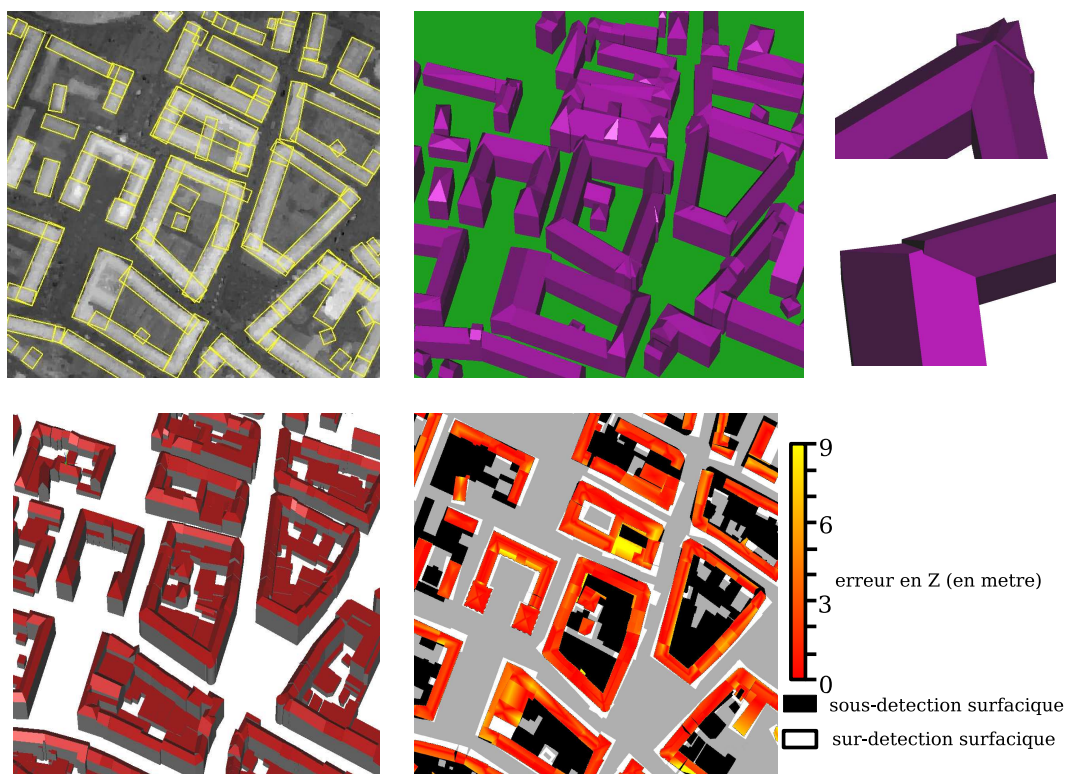 9
6
erreur en Z (en metre)
3
0
sous-detection surfacique
sur-detection surfacique